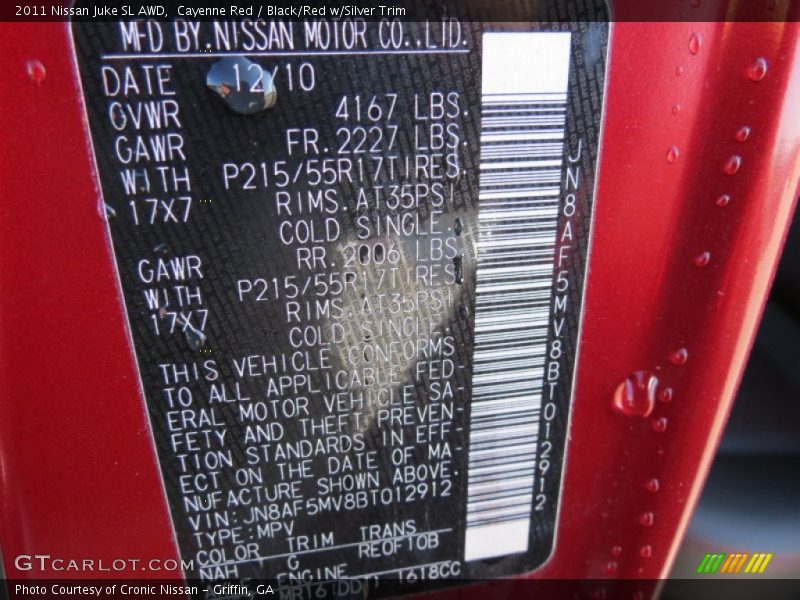 2011 Nissan Juke SL AWD,  Cayenne Red / Black/Red w/Silver Trim
MFD BY NISSAN MOTOR CO.,LTD.
DATE 12/10
GVWR 4167 LBS.
GAWR FR.2227 LBS.
WITH P215/55R17TIRES.
17X7 RIMS.AT35PSI
COLD SINGLE
GAWR RR.2006 LBS
WITH P215/55R17TIRES
17X7 RIMS.AT35PSI
COLD SINGLE
THIS VEHICLE CONFORMS
TO ALL APPLICABLE FED-
ERAL MOTOR VEHICLE SA-
FETY AND THEFT PREVEN-
TION STANDARDS IN EFF-
ECT ON THE DATE OF MA-
NUFACTURE SHOWN ABOVE.
VIN:JN8AF5MV8BT012912
TYPE:MPV
COLOR TRIM TRANS
NAH G REOF10B
ENGINE 1618CC
JN8AF5MV8BT012912
GTCARLOT.COM
Photo Courtesy of Cronic Nissan - Griffin, GA